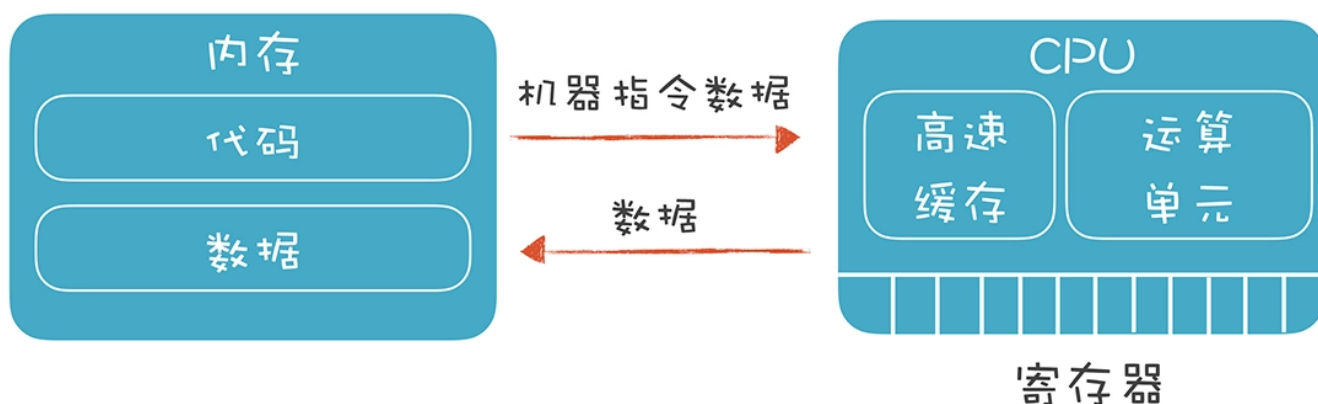 内存
代码
数据
机器指令数据
数据
CPU
高速
缓存
运算
单元
寄存器